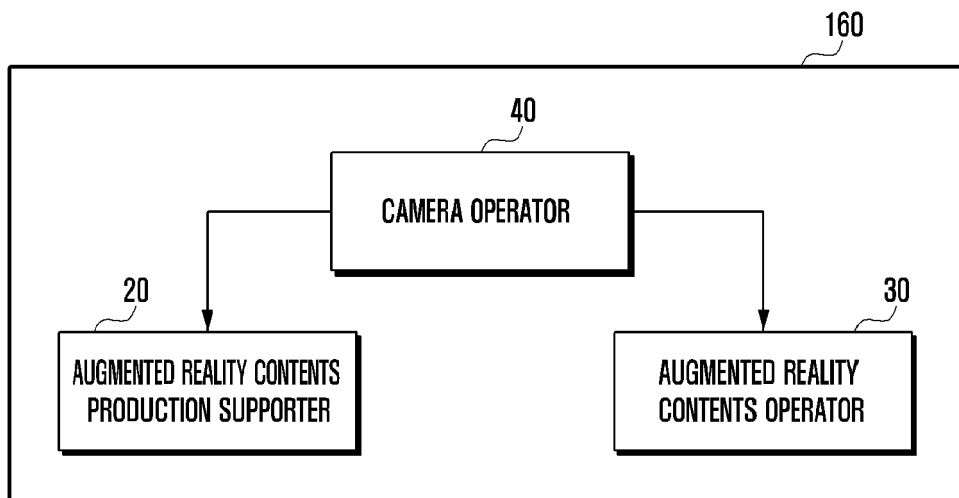 160
40
CAMERA OPERATOR
20
30
AUGMENTED REALITY CONTENTS
PRODUCTION SUPPORTER
AUGMENTED REALITY
CONTENTS OPERATOR